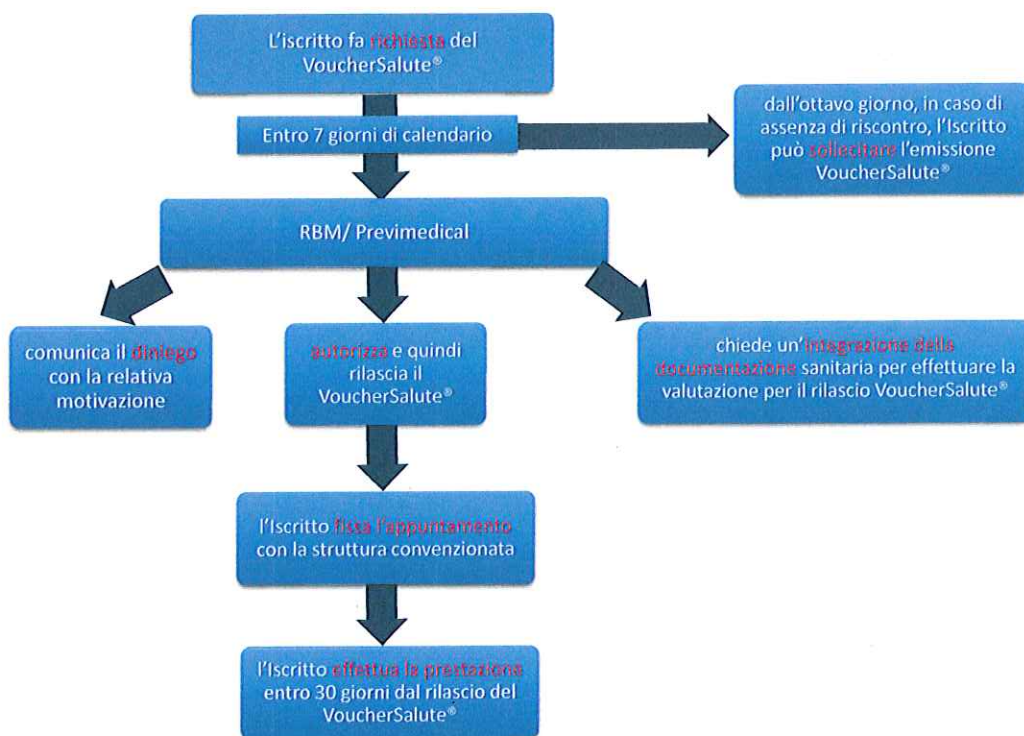 L'iscritto fa richiesta del
VoucherSalute®
Entro 7 giorni di calendario
dall'ottavo giorno, in caso di
assenza di riscontro, l'Iscritto
può sollecitare l'emissione
VoucherSalute®
RBM/ Previmedical
comunica il diniego
con la relativa
motivazione
autorizza e quindi
rilascia il
VoucherSalute®
chiede un'integrazione della
documentazione sanitaria per effettuare la
valutazione per il rilascio VoucherSalute®
l'Iscritto fissa l'appuntamento
con la struttura convenzionata
l'Iscritto effettua la prestazione
entro 30 giorni dal rilascio del
VoucherSalute®